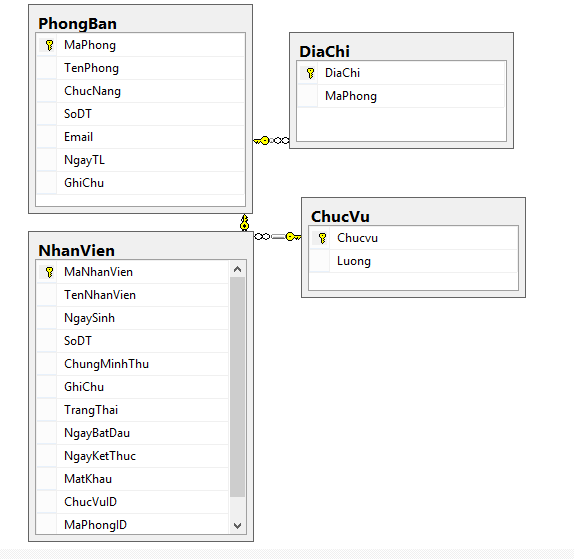 PhongBan
MaPhong
TenPhong
ChucNang
SoDT
Email
NgayTL
GhiChu
DiaChi
DiaChi
MaPhong
ChucVu
Chucvu
Luong
NhanVien
MaNhanVien
TenNhanVien
NgaySinh
SoDT
ChungMinhThu
GhiChu
TrangThai
NgayBatDau
NgayKetThuc
MatKhau
ChucVuID
MaPhongID